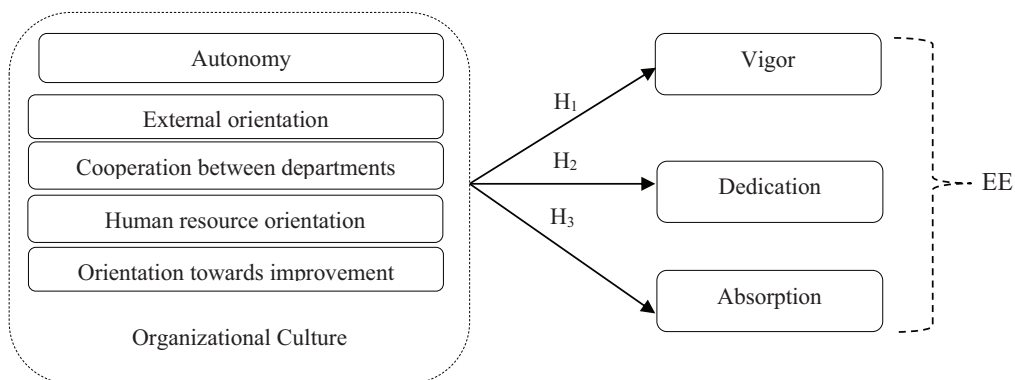 Autonomy
External orientation
Cooperation between departments
Human resource orientation
Orientation towards improvement
Organizational Culture
H₁
H₂
H₃
Vigor
Dedication
Absorption
EE